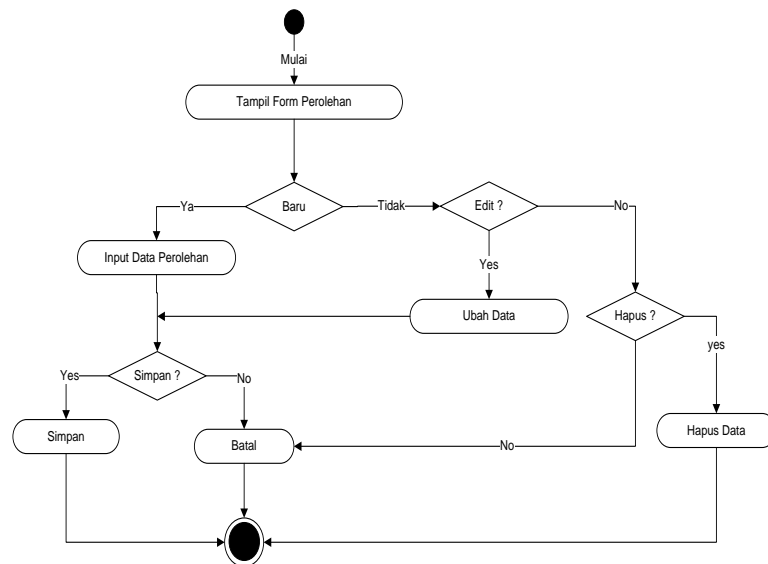 Mulai
Tampil Form Perolehan
Ya
Baru
Tidak
Edit ?
No
Input Data Perolehan
Yes
Ubah Data
Hapus ?
yes
Yes
Simpan ?
No
Simpan
Batal
No
Hapus Data